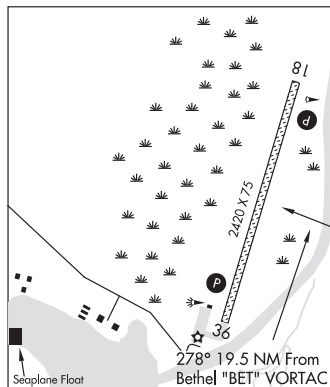 18
P
2420 X 75
P
36
278° 19.5 NM From
Bethel "BET" VORTAC
Seaplane Float